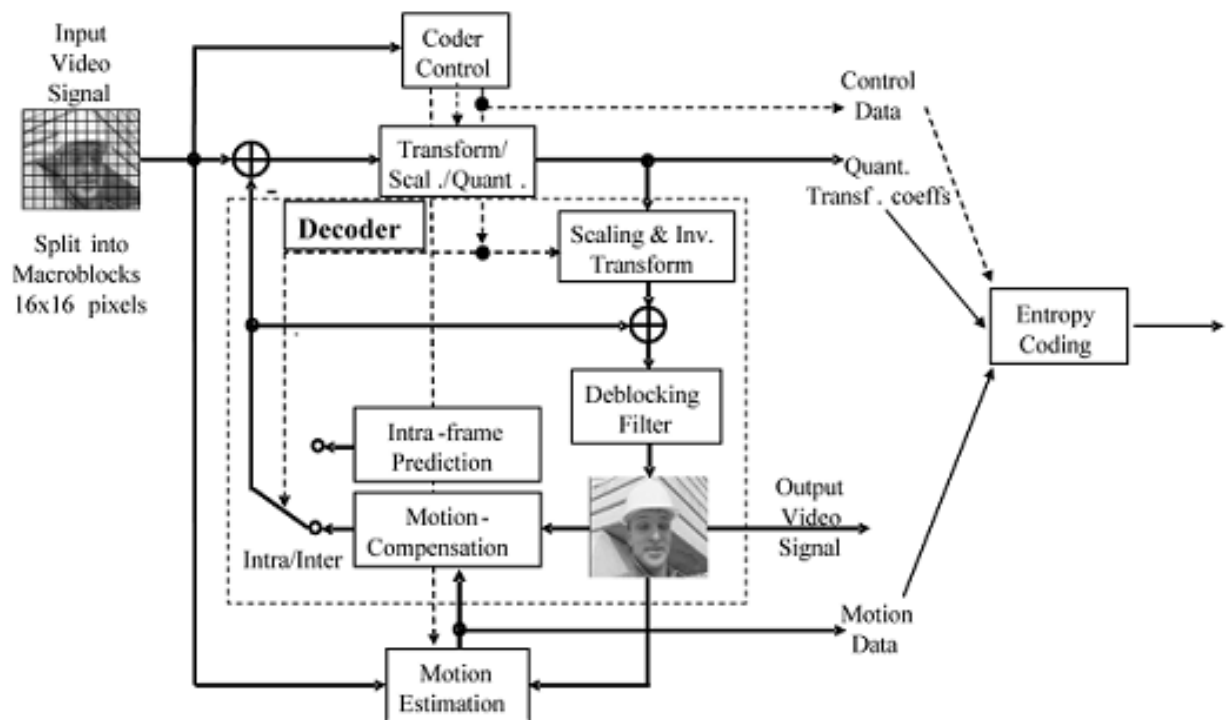 Input
Video
Signal
Split into
Macroblocks
16x16 pixels
Coder
Control
Control
Data
Transform/
Scal./Quant.
Quant.
Transf. coeffs
-
Decoder
Scaling & Inv.
Transform
Entropy
Coding
Deblocking
Filter
Intra-frame
Prediction
Motion-
Compensation
Intra/Inter
Output
Video
Signal
Motion
Data
Motion
Estimation